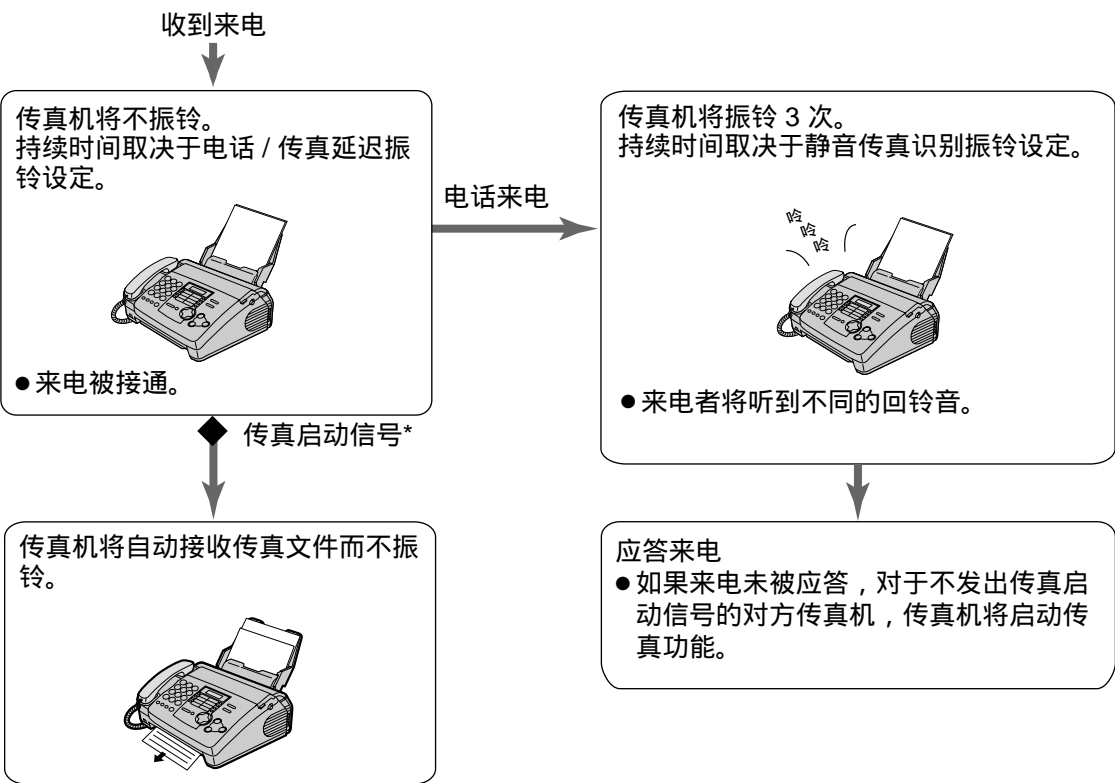 收到来电
传真机将不振铃。
持续时间取决于电话 / 传真延迟振
铃设定。
● 来电被接通。
电话来电
传真机将振铃 3 次。
持续时间取决于静音传真识别振铃设定。
呤
呤
呤
● 来电者将听到不同的回铃音。
传真启动信号*
传真机将自动接收传真文件而不振
铃。
应答来电
● 如果来电未被应答，对于不发出传真启
动信号的对方传真机，传真机将启动传
真功能。